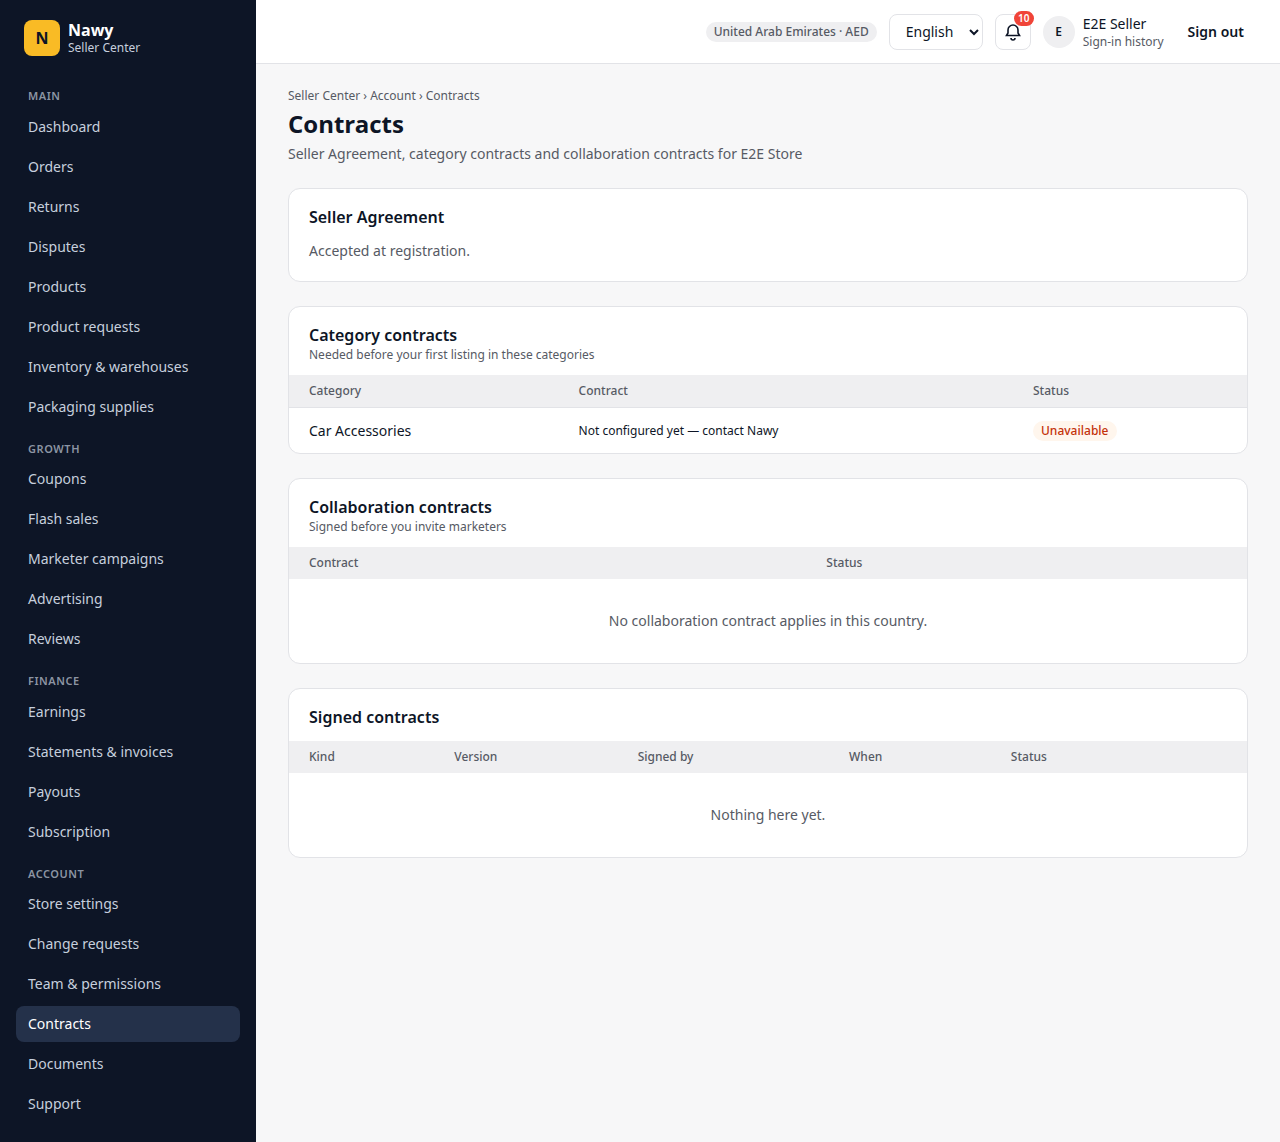 N
Nawy
Seller Center
MAIN
Dashboard
Orders
Returns
Disputes
Products
Product requests
Inventory & warehouses
Packaging supplies
GROWTH
Coupons
Flash sales
Marketer campaigns
Advertising
Reviews
FINANCE
Earnings
Statements & invoices
Payouts
Subscription
ACCOUNT
Store settings
Change requests
Team & permissions
Contracts
Documents
Support
United Arab Emirates · AED
English
10
E
E2E Seller
Sign-in history
Sign out
Seller Center › Account › Contracts
Contracts
Seller Agreement, category contracts and collaboration contracts for E2E Store
Seller Agreement
Accepted at registration.
Category contracts
Needed before your first listing in these categories
Category Contract Status
Car Accessories Not configured yet — contact Nawy Unavailable
Collaboration contracts
Signed before you invite marketers
Contract Status
No collaboration contract applies in this country.
Signed contracts
Kind Version Signed by When Status
Nothing here yet.